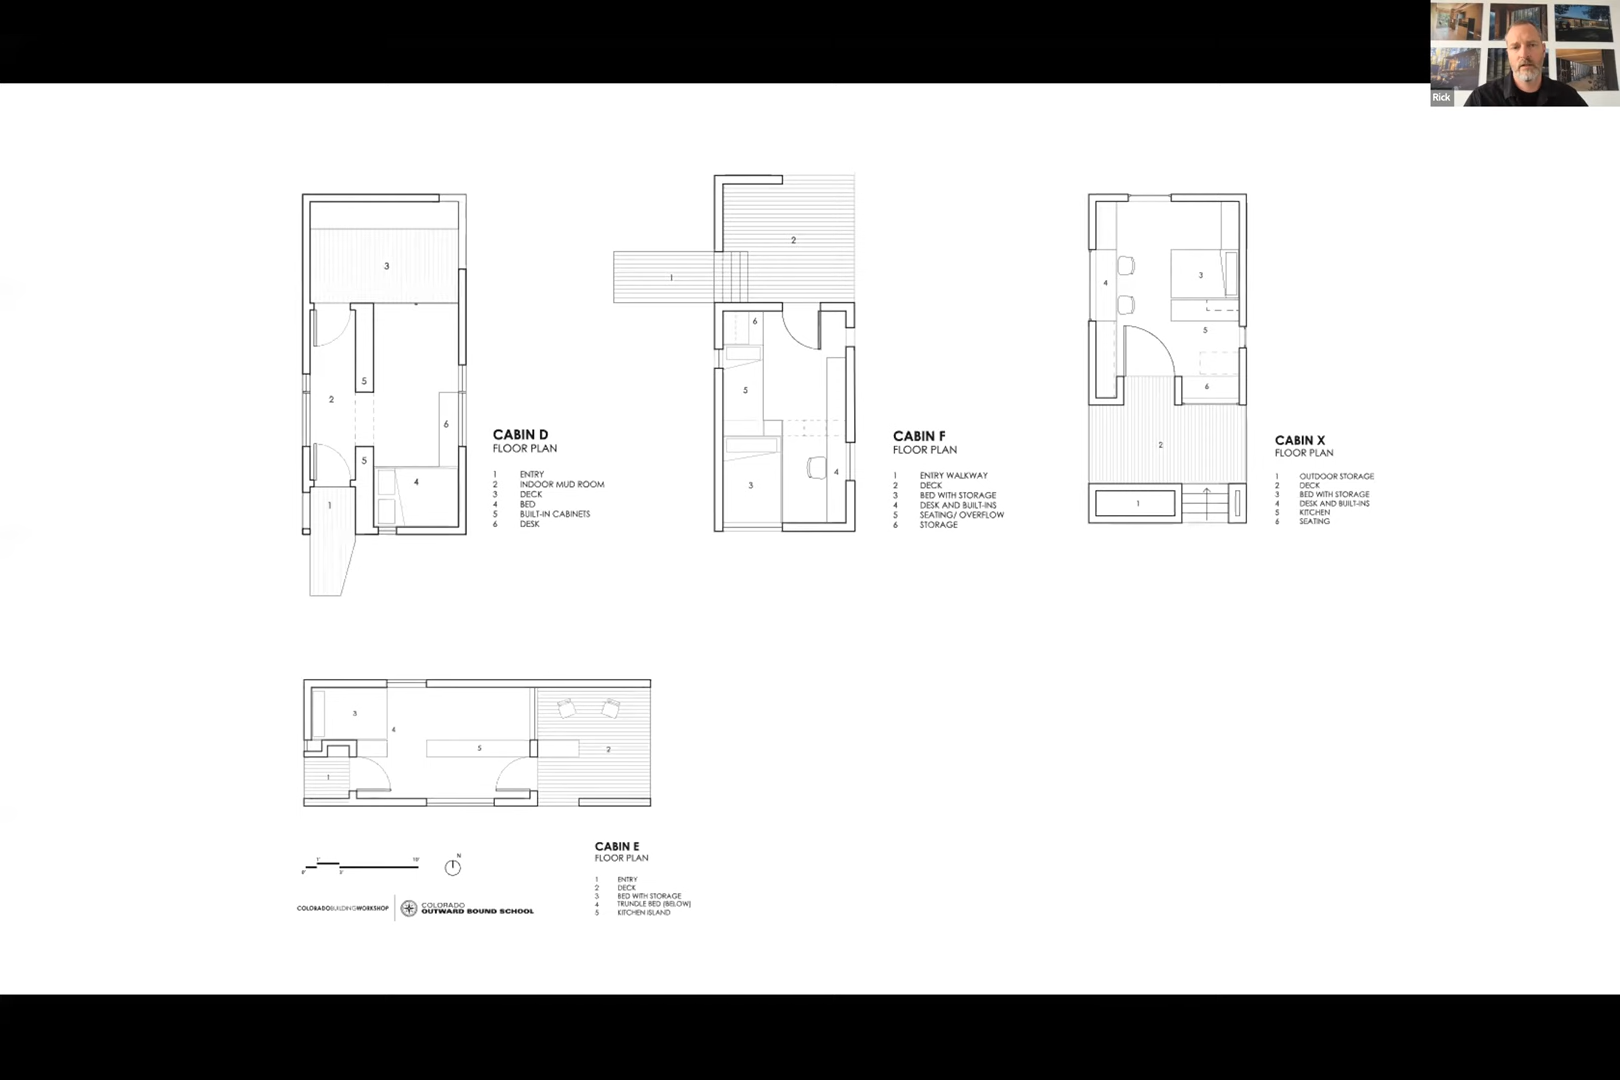 Rick
3
5
2
6
5
4
1
CABIN D
FLOOR PLAN
1 ENTRY
2 INDOOR MUD ROOM
3 DECK
4 BED
5 BUILT-IN CABINETS
6 DESK
2
1
6
5
4
3
CABIN F
FLOOR PLAN
1 ENTRY WALKWAY
2 DECK
3 BED WITH STORAGE
4 DESK AND BUILT-INS
5 SEATING/ OVERFLOW
6 STORAGE
3
4
5
6
2
1
CABIN X
FLOOR PLAN
1 OUTDOOR STORAGE
2 DECK
3 BED WITH STORAGE
4 DESK AND BUILT-INS
5 KITCHEN
6 SEATING
3
4
5
2
1
CABIN E
FLOOR PLAN
1 ENTRY
2 DECK
3 BED WITH STORAGE
4 TRUNDLE BED (BELOW)
5 KITCHEN ISLAND
0' 1' 3' 10'
N
COLORADOBUILDINGWORKSHOP
COLORADO
OUTWARD BOUND SCHOOL